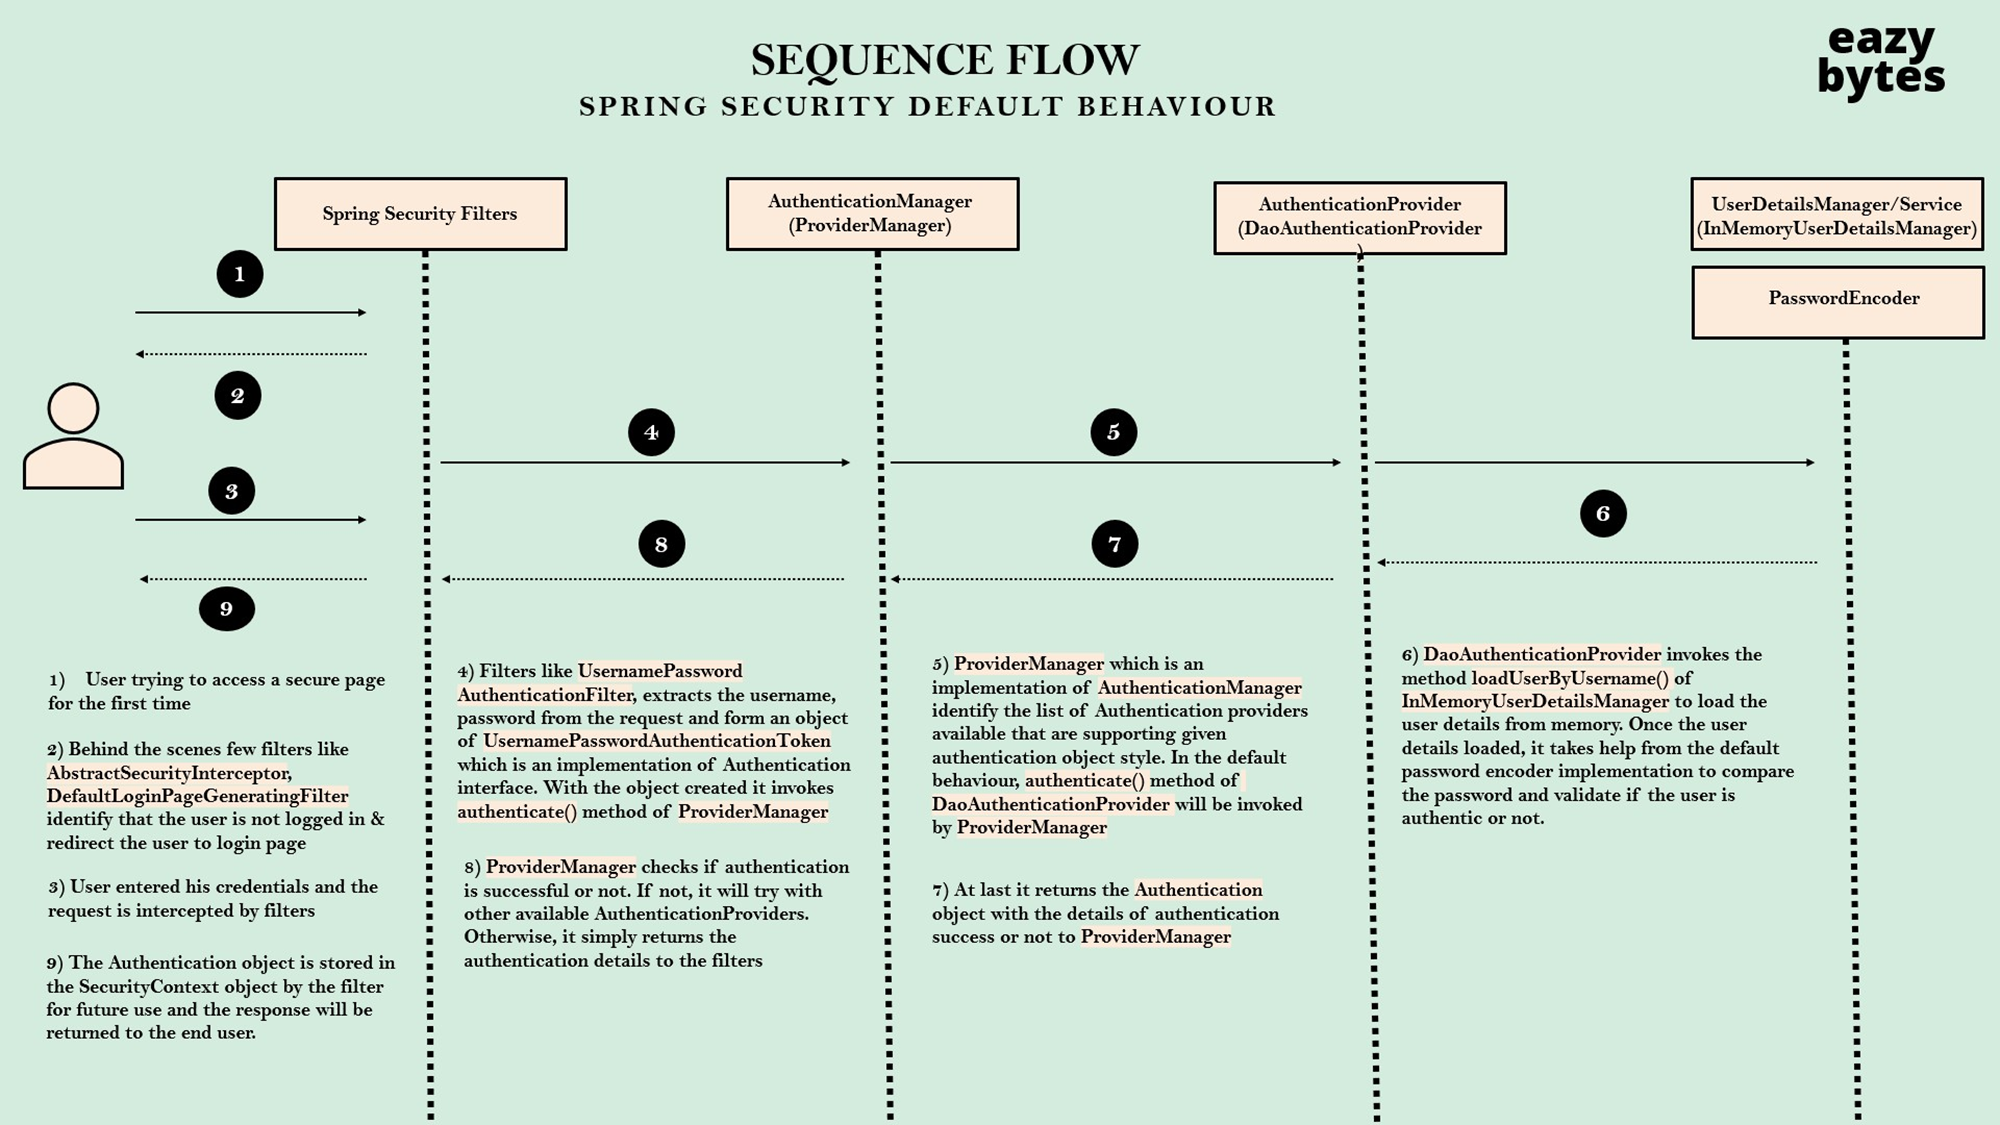 SEQUENCE FLOW
SPRING SECURITY DEFAULT BEHAVIOUR
eazy
bytes
Spring Security Filters
AuthenticationManager
(ProviderManager)
AuthenticationProvider
(DaoAuthenticationProvider
)
UserDetailsManager/Service
(InMemoryUserDetailsManager)
PasswordEncoder
1
2
3
4
5
6
7
8
9
1) User trying to access a secure page
for the first time
2) Behind the scenes few filters like
AbstractSecurityInterceptor,
DefaultLoginPageGeneratingFilter
identify that the user is not logged in &
redirect the user to login page
3) User entered his credentials and the
request is intercepted by filters
9) The Authentication object is stored in
the SecurityContext object by the filter
for future use and the response will be
returned to the end user.
4) Filters like UsernamePassword
AuthenticationFilter, extracts the username,
password from the request and form an object
of UsernamePasswordAuthenticationToken
which is an implementation of Authentication
interface. With the object created it invokes
authenticate() method of ProviderManager
8) ProviderManager checks if authentication
is successful or not. If not, it will try with
other available AuthenticationProviders.
Otherwise, it simply returns the
authentication details to the filters
5) ProviderManager which is an
implementation of AuthenticationManager
identify the list of Authentication providers
available that are supporting given
authentication object style. In the default
behaviour, authenticate() method of
DaoAuthenticationProvider will be invoked
by ProviderManager
7) At last it returns the Authentication
object with the details of authentication
success or not to ProviderManager
6) DaoAuthenticationProvider invokes the
method loadUserByUsername() of
InMemoryUserDetailsManager to load the
user details from memory. Once the user
details loaded, it takes help from the default
password encoder implementation to compare
the password and validate if the user is
authentic or not.